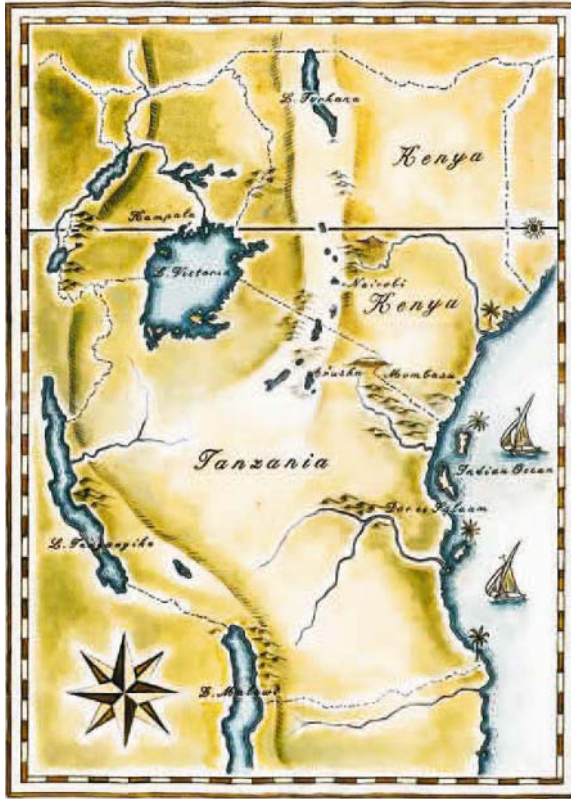 L. Turkana
Kenya
Kampala
L. Victoria
Nairobi
Kenya
Arusha
Mombasa
Tanzania
Indian Ocean
Dar es Salaam
L. Tanganyika
L. Malawi